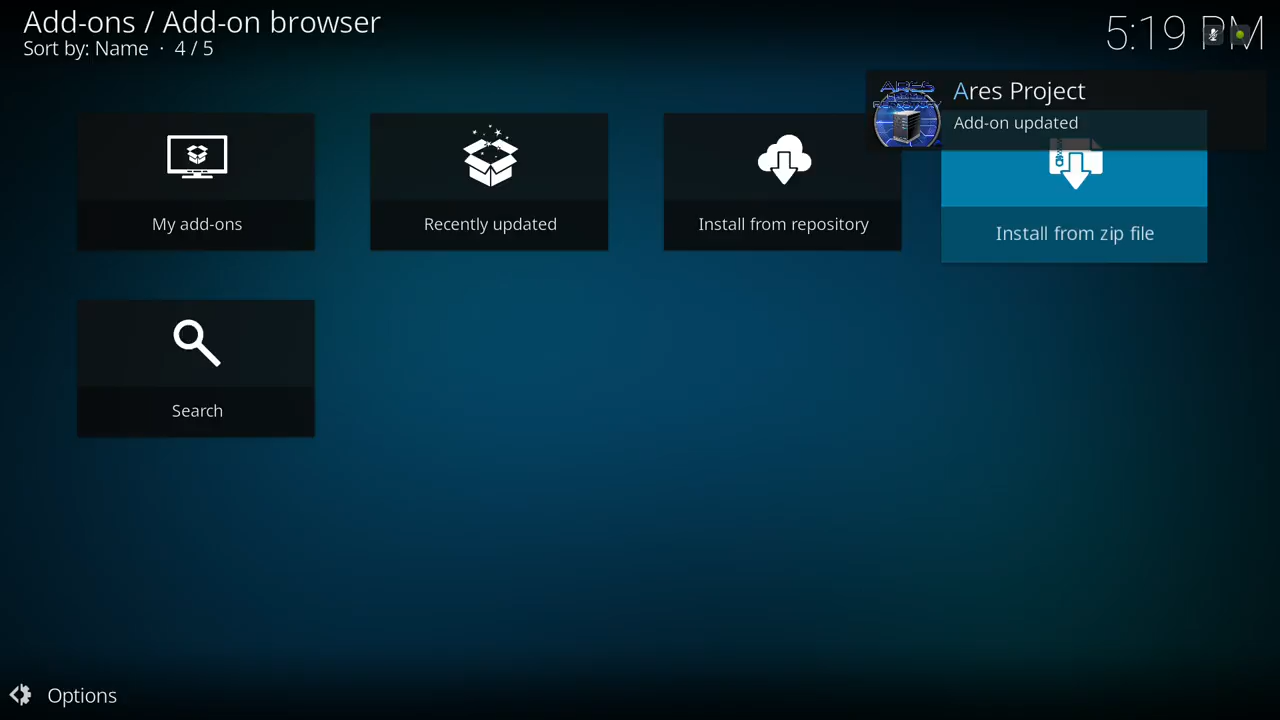 Add-ons / Add-on browser
Sort by: Name · 4 / 5
5:19 PM
Ares Project
Add-on updated
My add-ons
Recently updated
Install from repository
Install from zip file
Search
Options